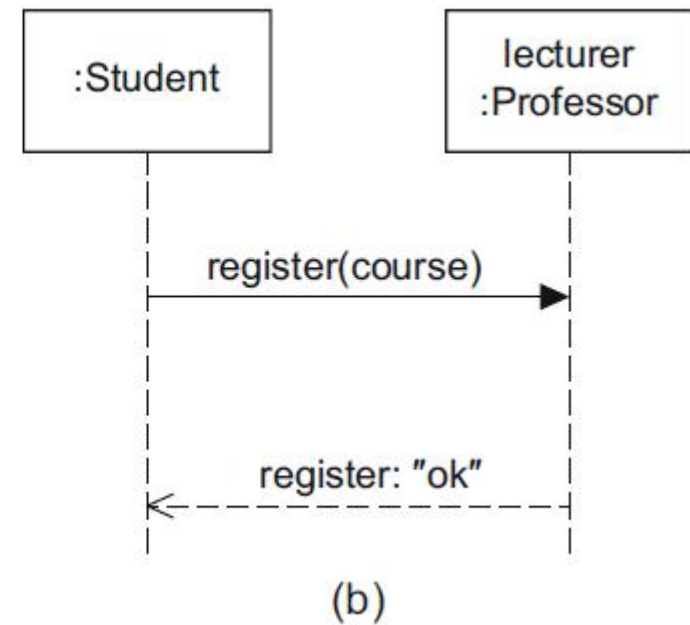 :Student
lecturer
:Professor
register(course)
register: "ok"
(b)